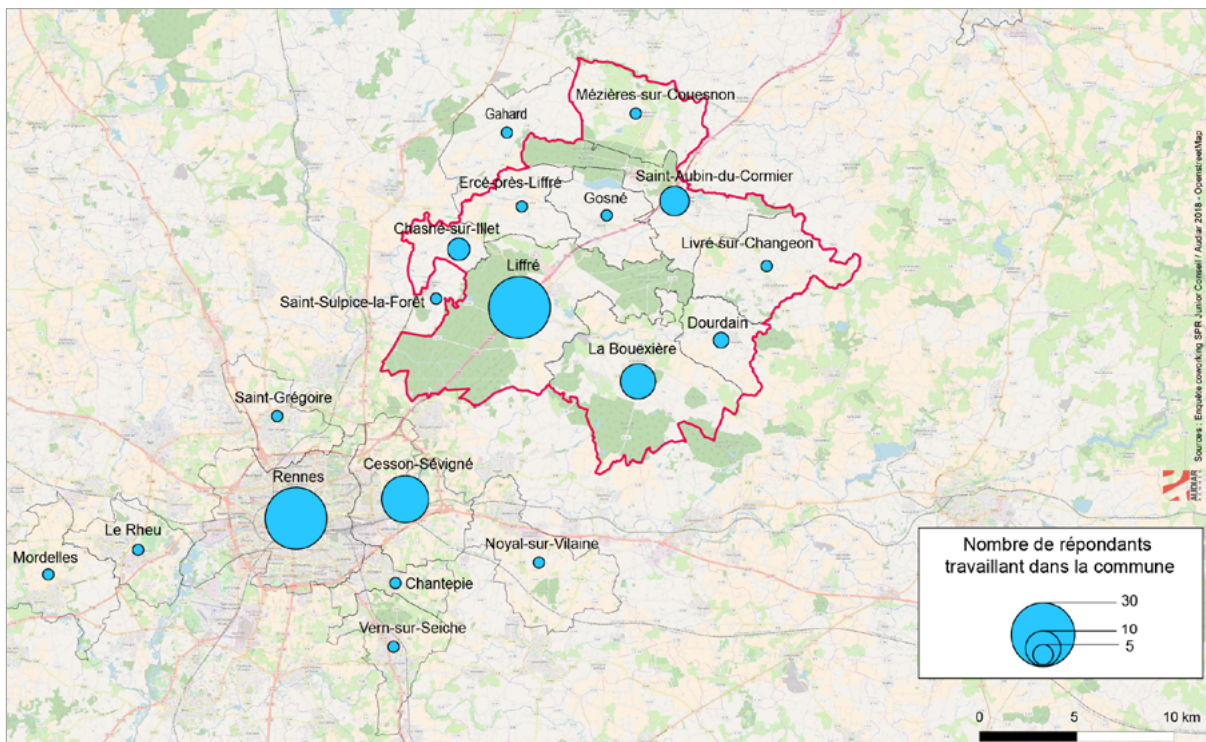 Mézières-sur-Couesnon
Gahard
Saint-Aubin-du-Cormier
Ercé-près-Liffré
Gosné
Chasné-sur-Illet
Livré-sur-Changeon
Liffré
Saint-Sulpice-la-Forêt
Dourdain
La Bouexière
Saint-Grégoire
Cesson-Sévigné
Rennes
Le Rheu
Noyal-sur-Vilaine
Mordelles
Chantepie
Vern-sur-Seiche
Nombre de répondants
travaillant dans la commune
30
10
5
0 5 10 km
AUDIAR
Sources : Enquête coworking SPR Junior Conseil / Audiar 2018 - OpenstreetMap